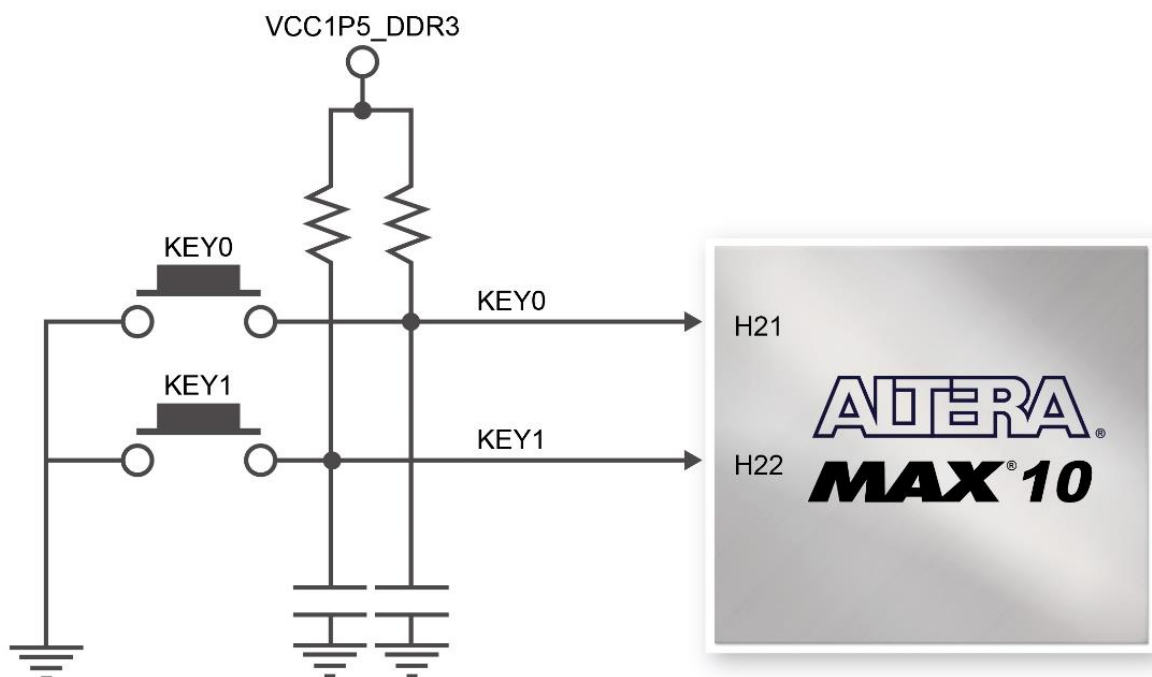 VCC1P5_DDR3
KEY0
KEY0
H21
KEY1
KEY1
H22
ALTERA®
MAX® 10